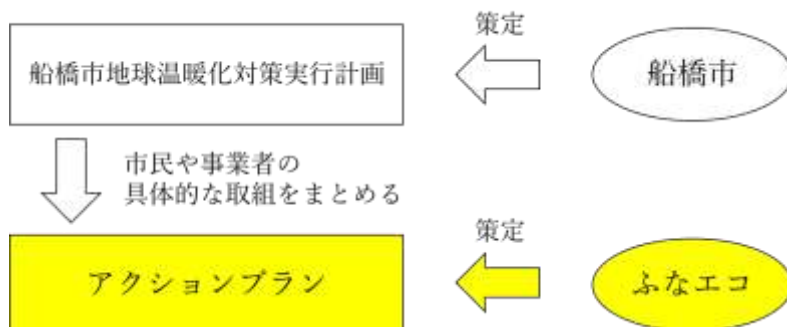 策定
船橋市地球温暖化対策実行計画
船橋市
市民や事業者の
具体的な取組をまとめる
策定
アクションプラン
ふなエコ